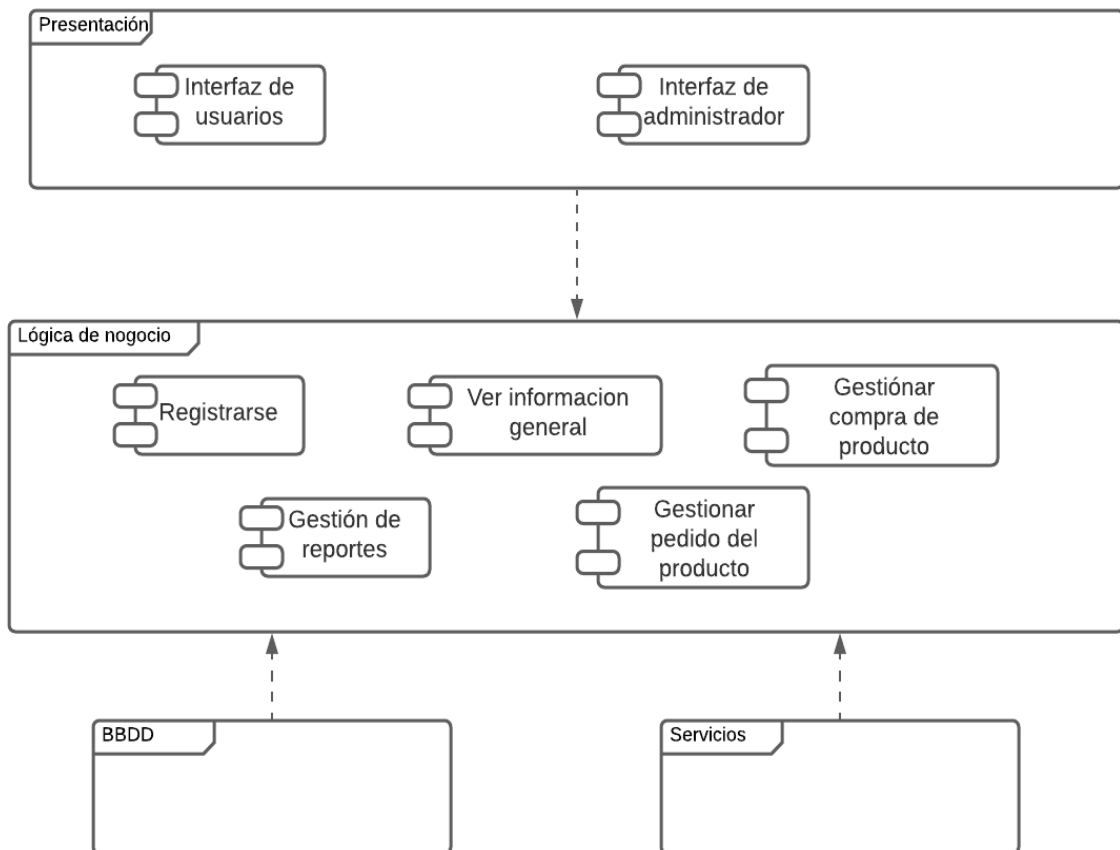 Presentación
Interfaz de
usuarios
Interfaz de
administrador
Lógica de nogocio
Registrarse
Ver informacion
general
Gestiónar
compra de
producto
Gestión de
reportes
Gestionar
pedido del
producto
BBDD
Servicios